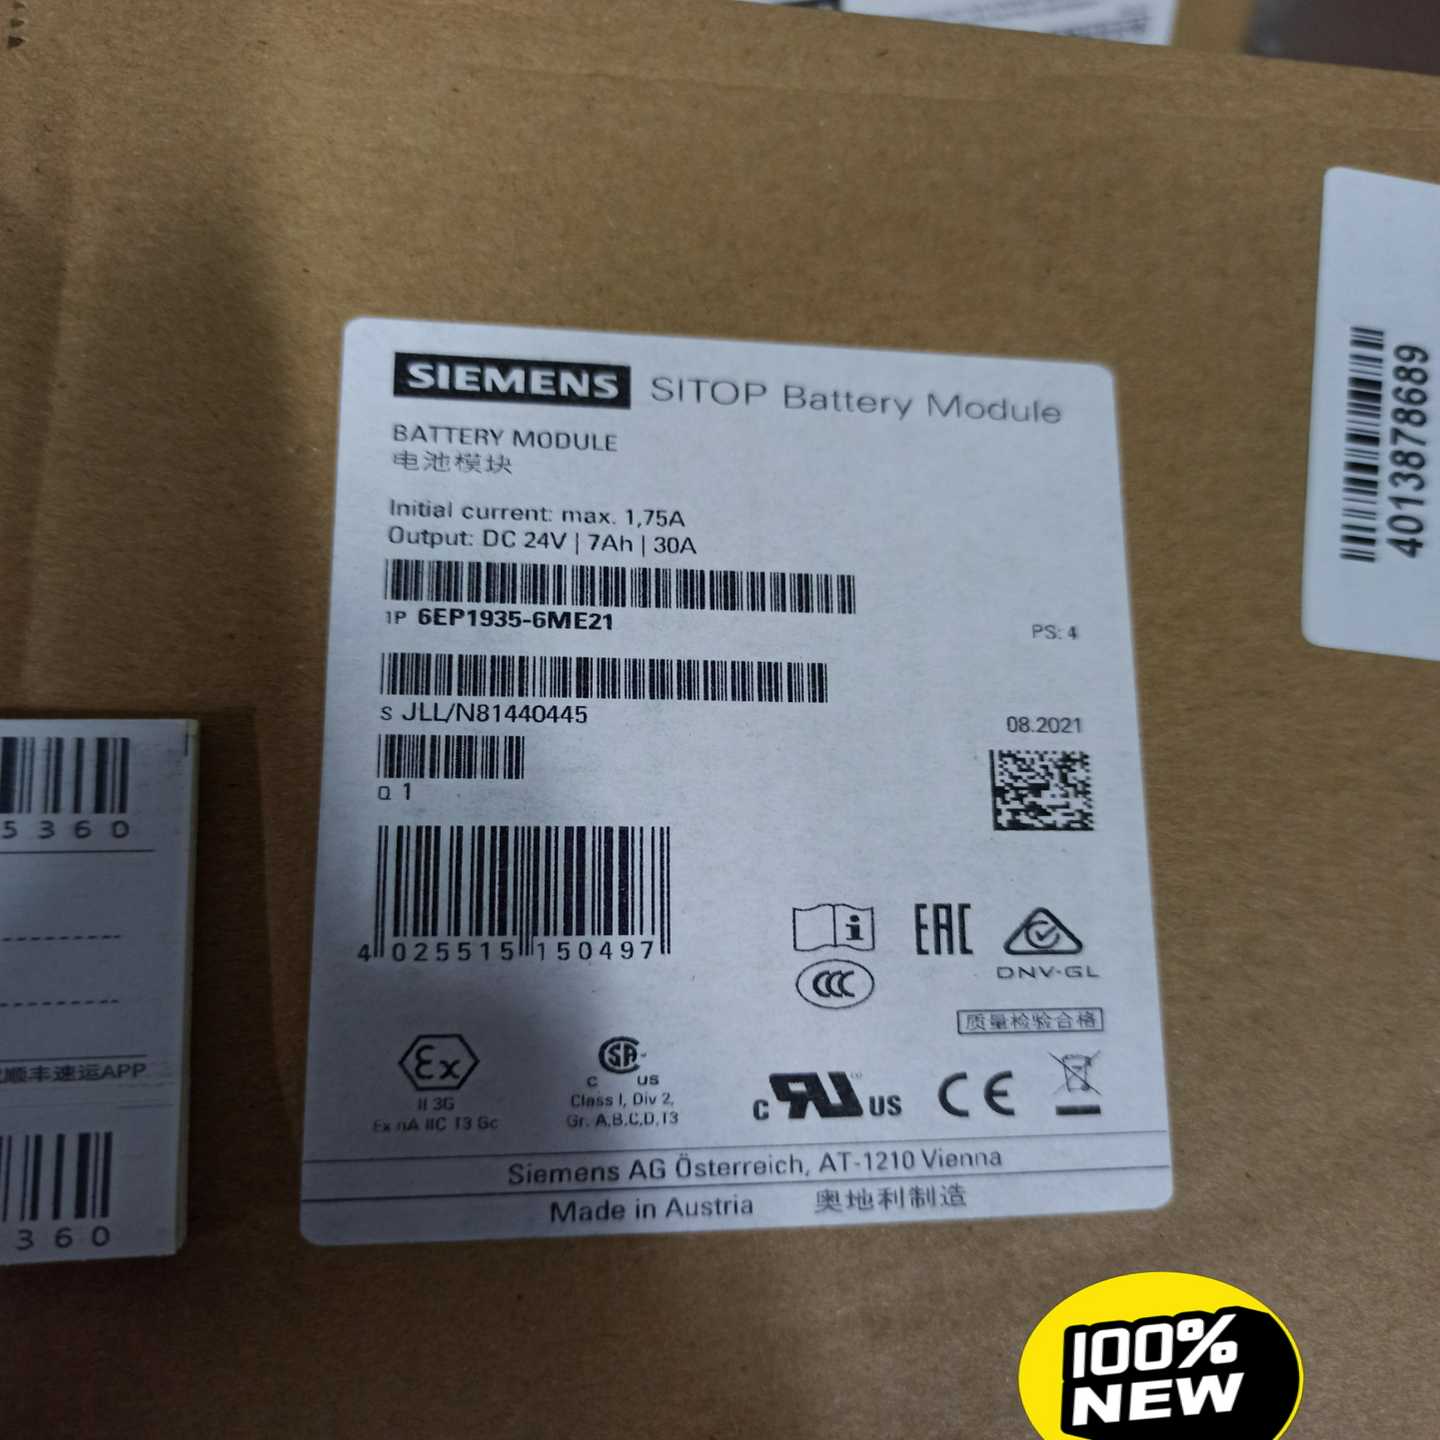 SIEMENS SITOP Battery Module
BATTERY MODULE
电池模块
Initial current: max. 1,75A
Output: DC 24V | 7Ah | 30A
1P 6EP1935-6ME21
PS: 4
S JLL/N81440445
08.2021
Q 1
4 025515 150497
EAC
DNV·GL
CCC
质量检验合格
Ex
II 3G
Ex nA IIC T3 Gc
SA
C US
Class I, Div 2,
Gr. A,B,C,D,T3
C UL US
CE
Siemens AG Österreich, AT-1210 Vienna
Made in Austria 奥地利制造
4013878689
5360
顺丰速运APP
360
100%
NEW